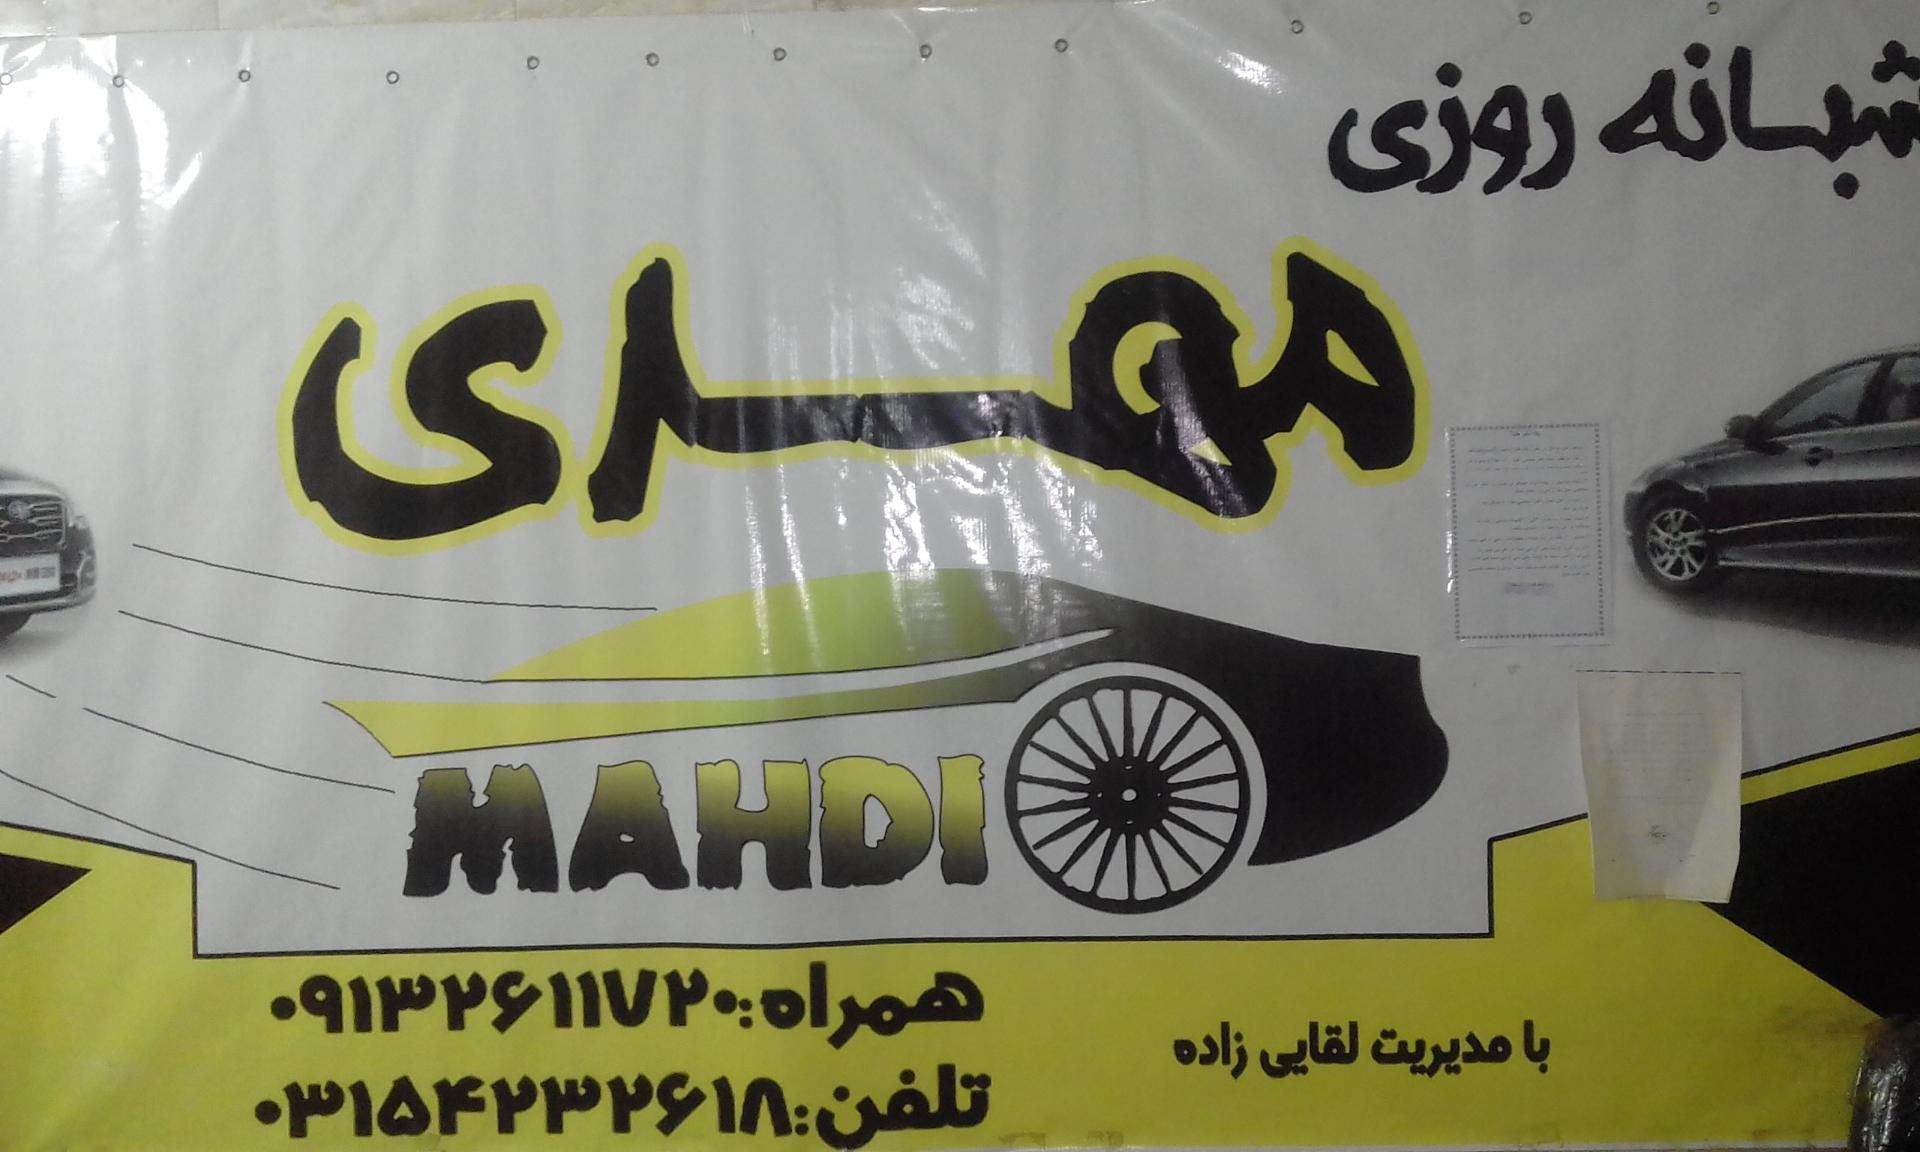 شبانه روزی
مهدی
MAHDI
همراه:۰۹۱۳۲۶۱۱۷۲۰
تلفن:۰۳۱۵۴۲۳۲۶۱۸
با مدیریت لقایی زاده